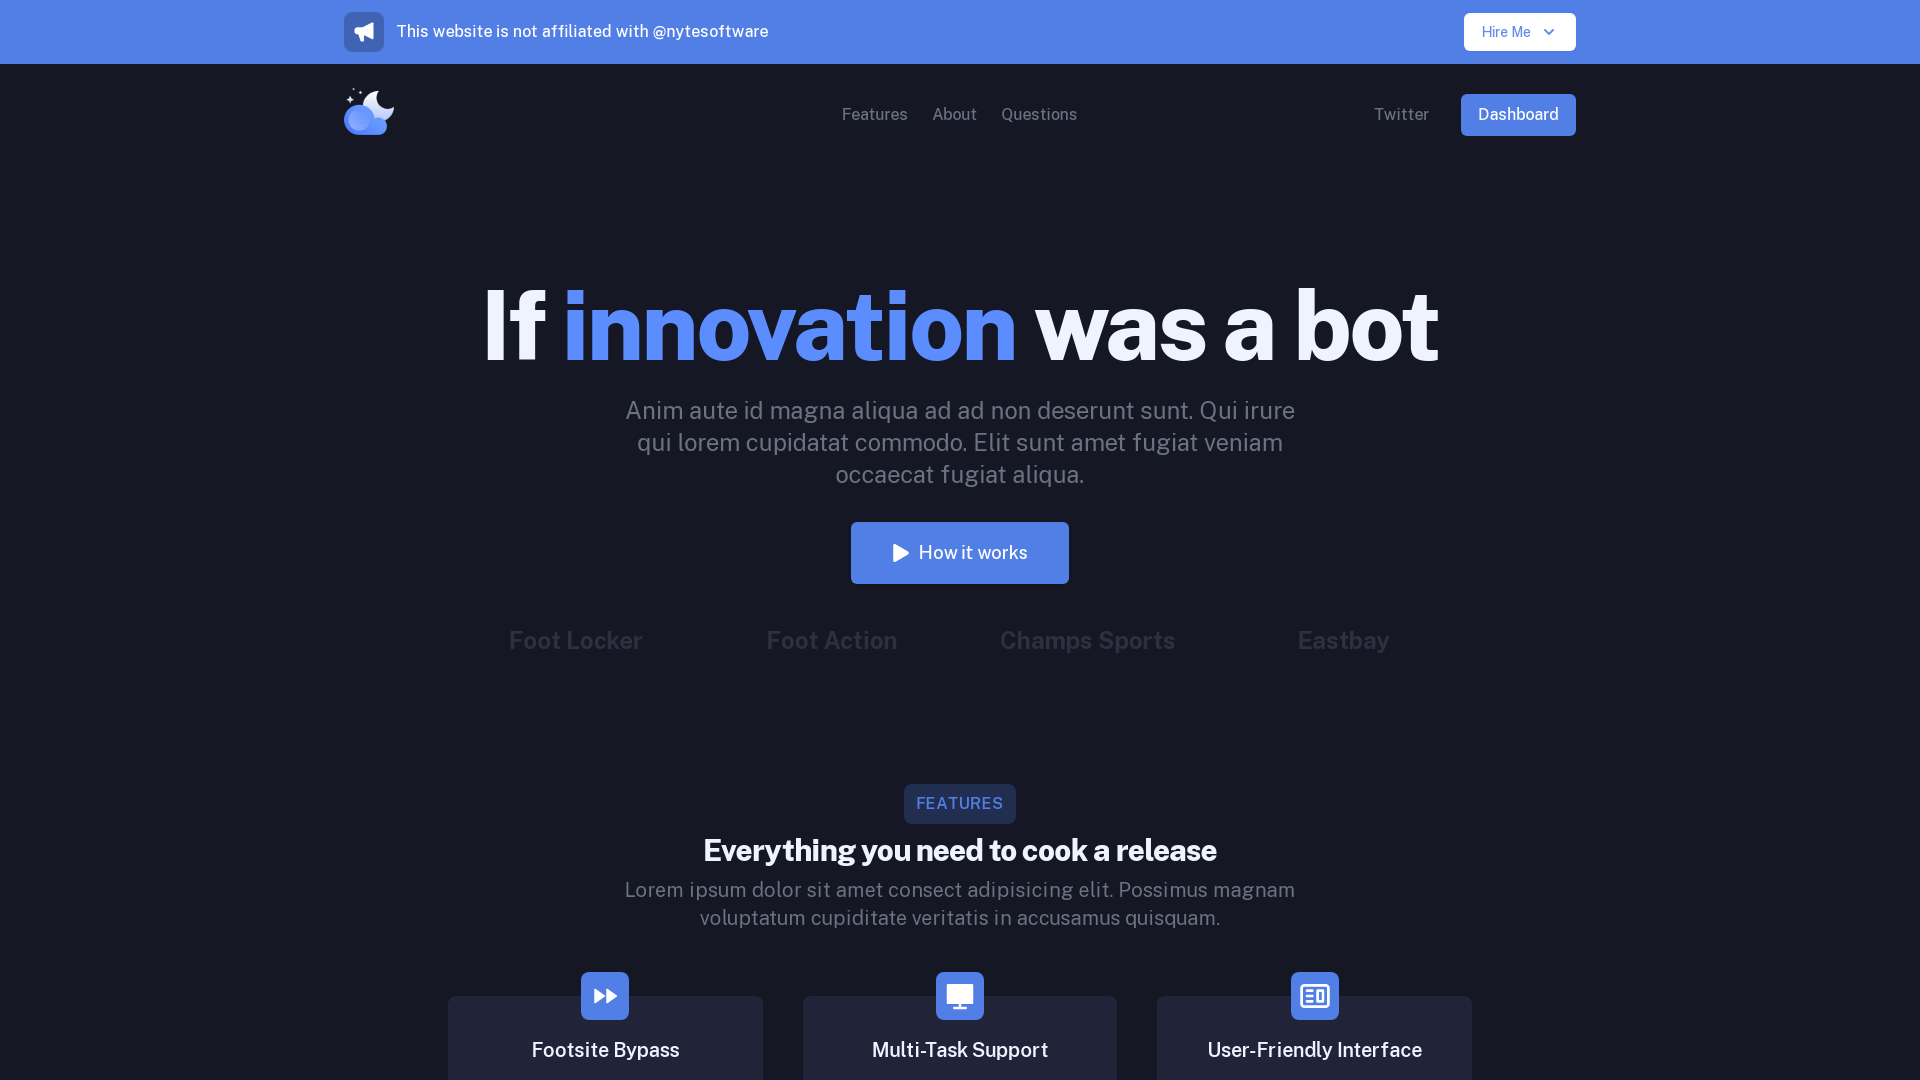 This website is not affiliated with @nytesoftware
Hire Me
Features
About
Questions
Twitter
Dashboard
If innovation was a bot
Anim aute id magna aliqua ad ad non deserunt sunt. Qui irure
qui lorem cupidatat commodo. Elit sunt amet fugiat veniam
occaecat fugiat aliqua.
How it works
Foot Locker
Foot Action
Champs Sports
Eastbay
FEATURES
Everything you need to cook a release
Lorem ipsum dolor sit amet consect adipisicing elit. Possimus magnam
voluptatum cupiditate veritatis in accusamus quisquam.
Footsite Bypass
Multi-Task Support
User-Friendly Interface